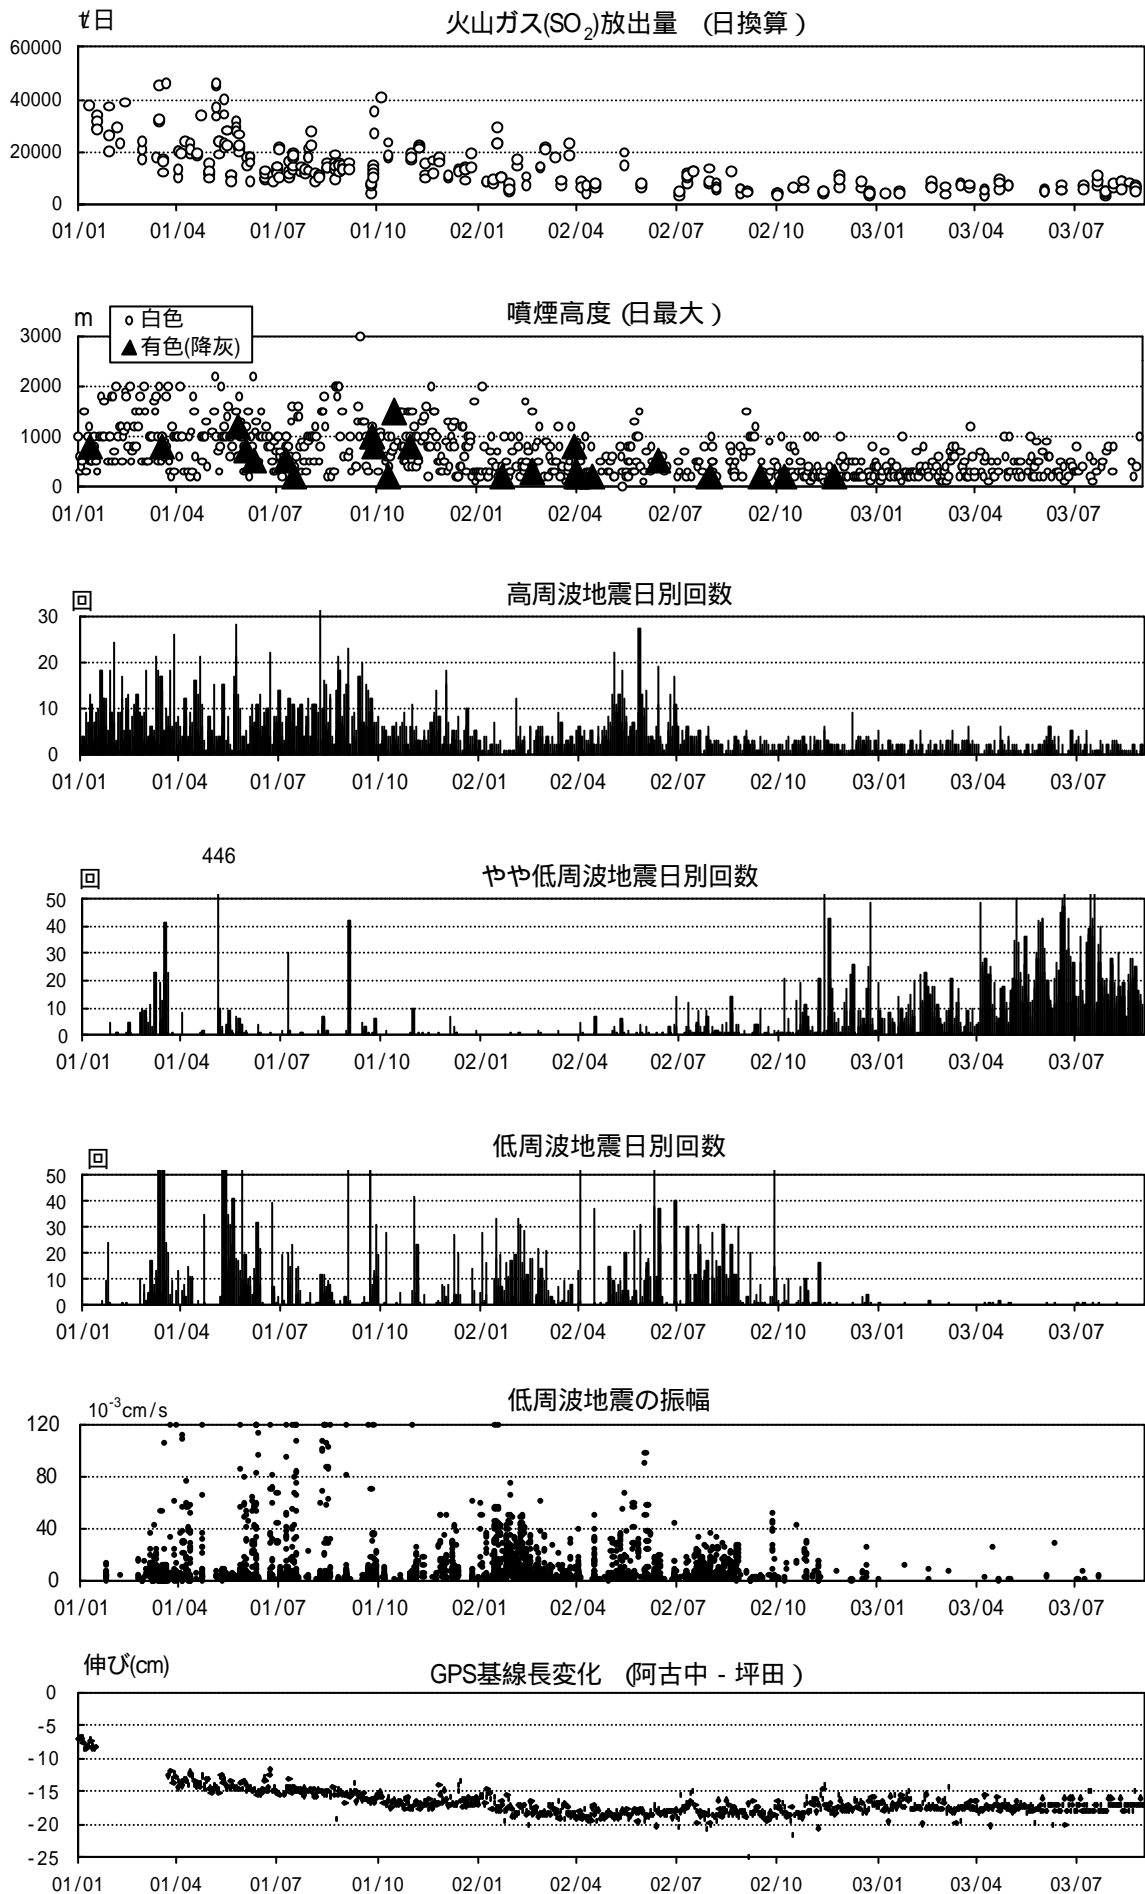 t/日
火山ガス(SO2)放出量 (日換算)
60000
40000
20000
0
01/01 01/04 01/07 01/10 02/01 02/04 02/07 02/10 03/01 03/04 03/07
m
噴煙高度 (日最大)
白色
有色(降灰)
3000
2000
1000
0
01/01 01/04 01/07 01/10 02/01 02/04 02/07 02/10 03/01 03/04 03/07
回
高周波地震日別回数
30
20
10
0
01/01 01/04 01/07 01/10 02/01 02/04 02/07 02/10 03/01 03/04 03/07
446
回
やや低周波地震日別回数
50
40
30
20
10
0
01/01 01/04 01/07 01/10 02/01 02/04 02/07 02/10 03/01 03/04 03/07
回
低周波地震日別回数
50
40
30
20
10
0
01/01 01/04 01/07 01/10 02/01 02/04 02/07 02/10 03/01 03/04 03/07
10-3cm/s
低周波地震の振幅
120
80
40
0
01/01 01/04 01/07 01/10 02/01 02/04 02/07 02/10 03/01 03/04 03/07
伸び(cm)
GPS基線長変化 (阿古中 - 坪田)
0
-5
-10
-15
-20
-25
01/01 01/04 01/07 01/10 02/01 02/04 02/07 02/10 03/01 03/04 03/07